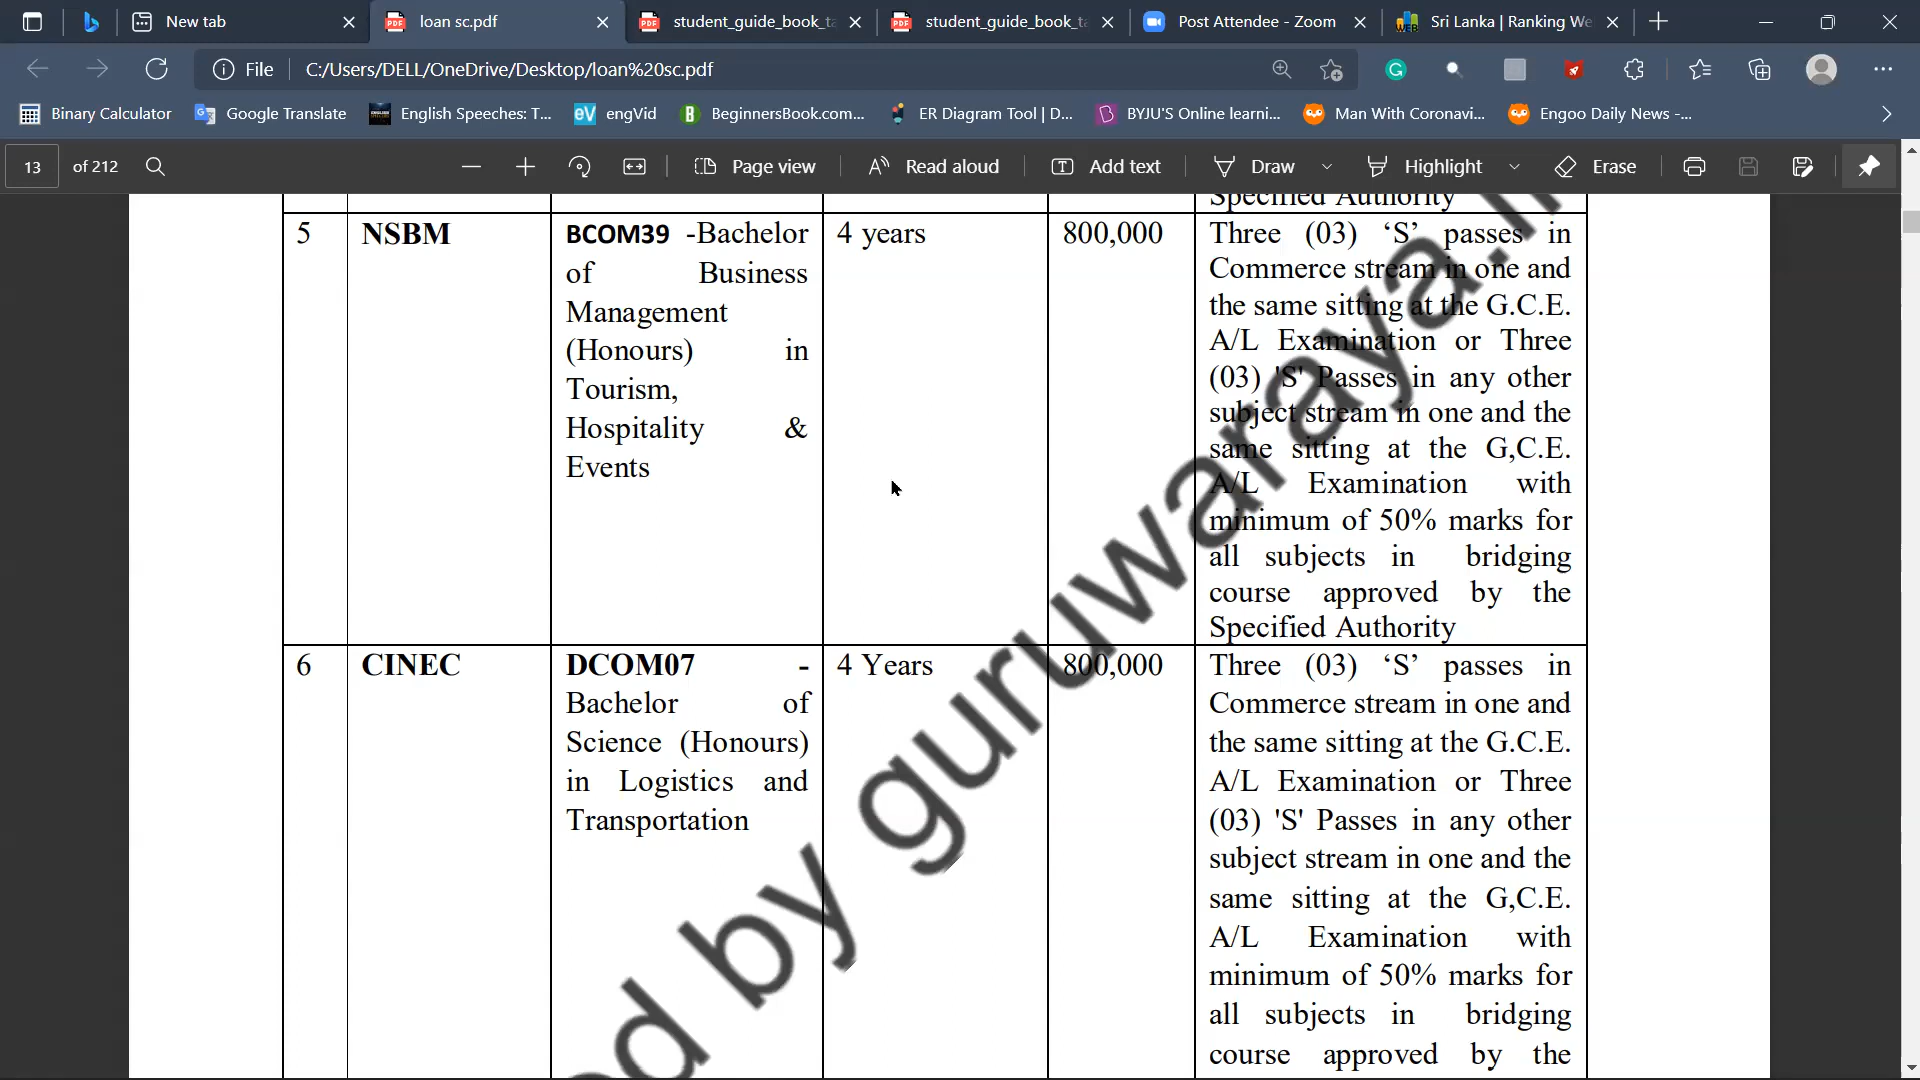 New tab
loan sc.pdf
student_guide_book_ta
student_guide_book_ta
Post Attendee - Zoom
Sri Lanka | Ranking We
File
C:/Users/DELL/OneDrive/Desktop/loan%20sc.pdf
Binary Calculator
Google Translate
English Speeches: T...
engVid
BeginnersBook.com...
ER Diagram Tool | D...
BYJU'S Online learni...
Man With Coronavi...
Engoo Daily News -...
13 of 212
Page view
Read aloud
Add text
Draw
Highlight
Erase
Specified Authority
5
NSBM
BCOM39 -Bachelor
of Business
Management
(Honours) in
Tourism,
Hospitality &
Events
4 years
800,000
Three (03) ‘S’ passes in
Commerce stream in one and
the same sitting at the G.C.E.
A/L Examination or Three
(03) 'S' Passes in any other
subject stream in one and the
same sitting at the G,C.E.
A/L Examination with
minimum of 50% marks for
all subjects in bridging
course approved by the
Specified Authority
6
CINEC
DCOM07 -
Bachelor of
Science (Honours)
in Logistics and
Transportation
4 Years
800,000
Three (03) ‘S’ passes in
Commerce stream in one and
the same sitting at the G.C.E.
A/L Examination or Three
(03) 'S' Passes in any other
subject stream in one and the
same sitting at the G,C.E.
A/L Examination with
minimum of 50% marks for
all subjects in bridging
course approved by the
by guruwaraya.